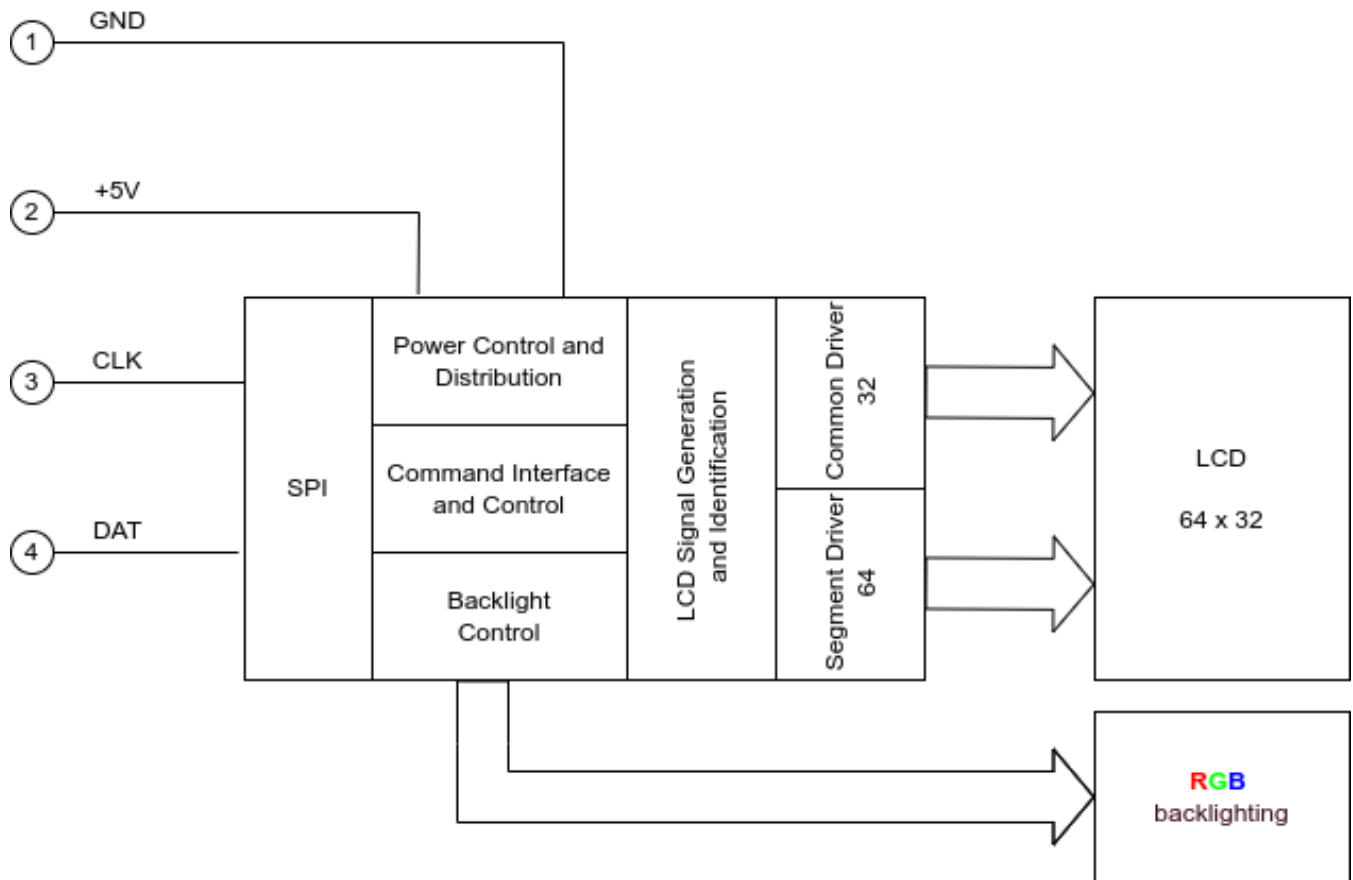 GND
1
+5V
2
CLK
3
DAT
4
SPI
Power Control and
Distribution
Command Interface
and Control
Backlight
Control
LCD Signal Generation
and Identification
Common Driver
32
Segment Driver
64
LCD
64 x 32
RGB
backlighting